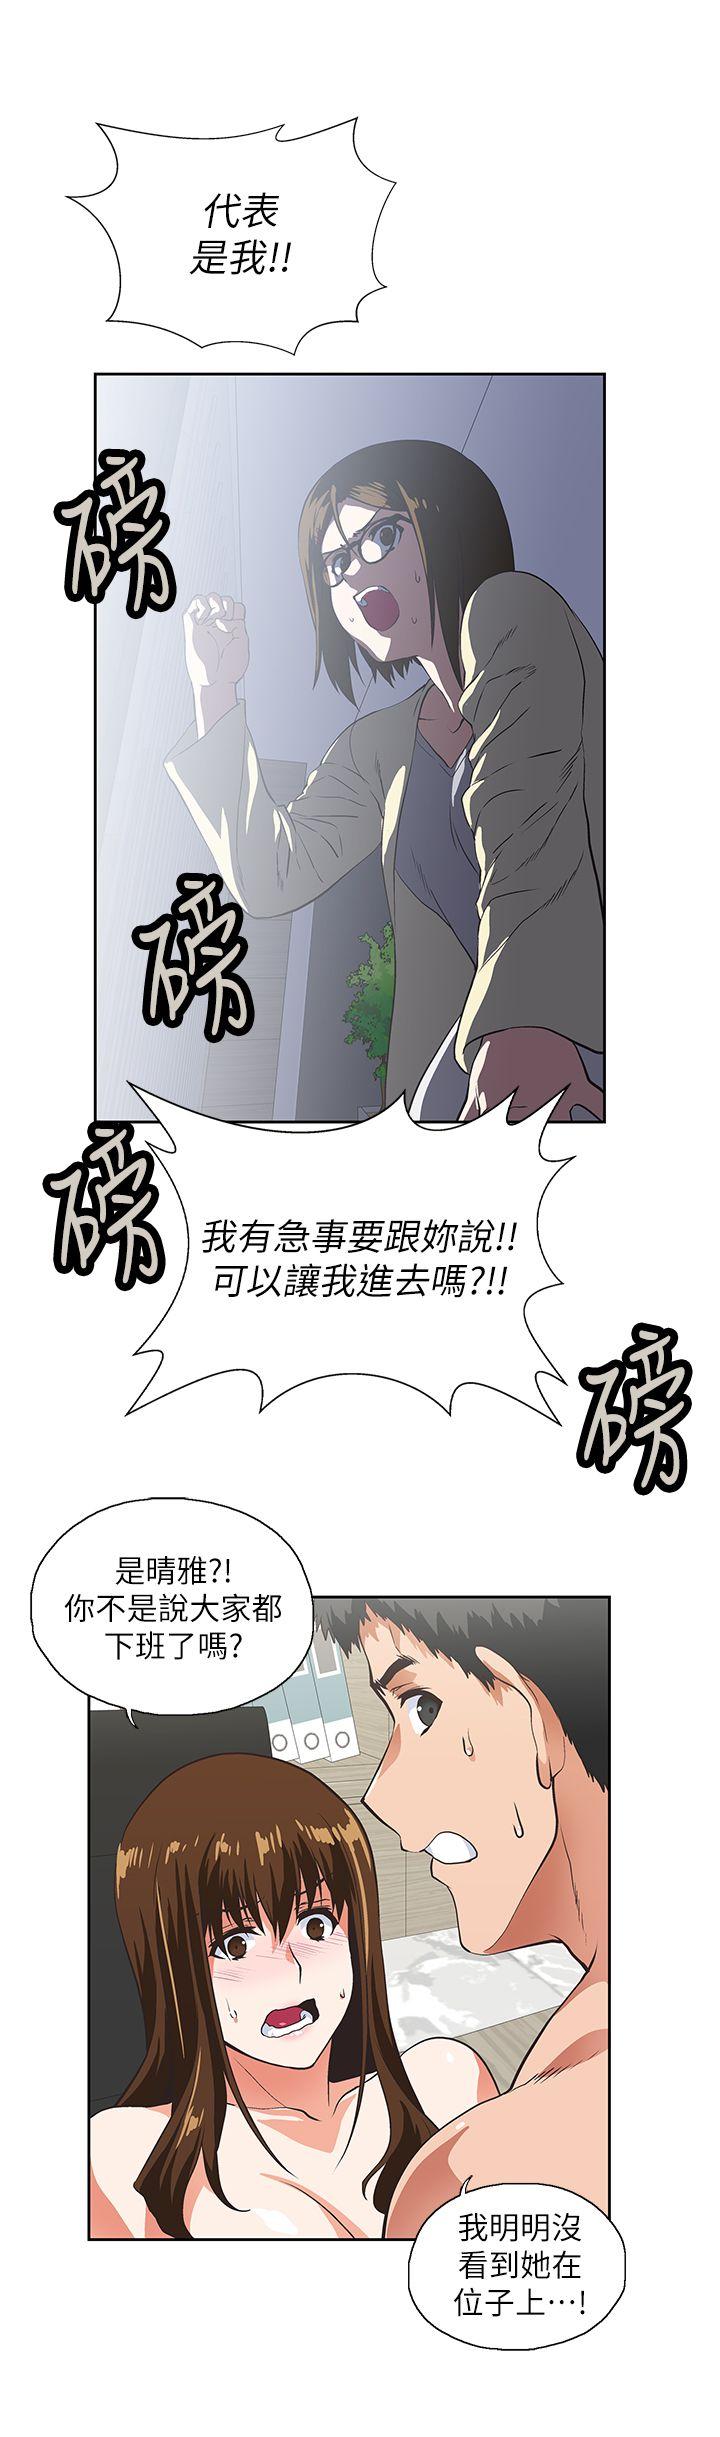 代表
是我!!
磅
磅
磅
我有急事要跟妳說!!
可以讓我進去嗎?!!
磅
是晴雅?!
你不是說大家都
下班了嗎?
我明明沒
看到她在
位子上⋯!